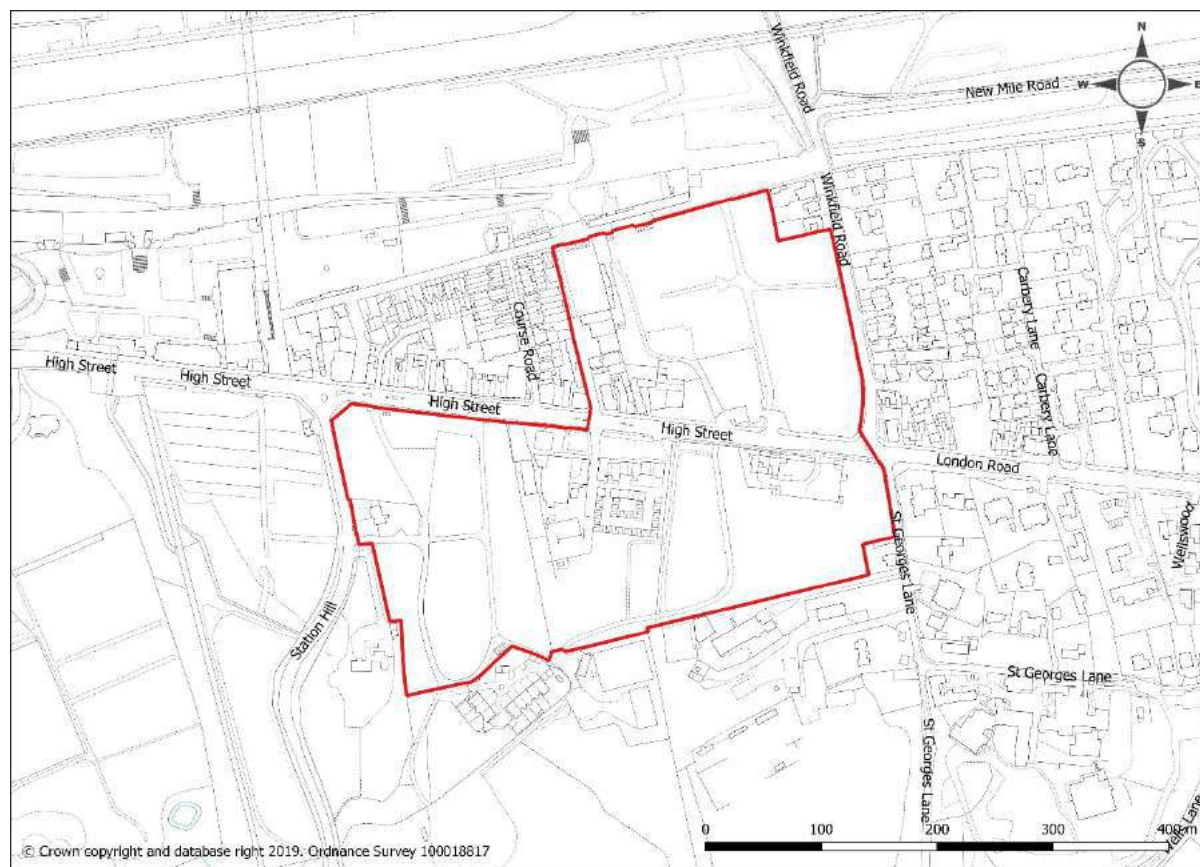 Winkfield Road
N
New Mile Road
W
E
S
Winkfield Road
Carbery Lane
Course Road
High Street
High Street
High Street
Carbery Lane
High Street
London Road
Wellswood
St Georges Lane
Station Hill
St Georges Lane
St Georges Lane
Yells Lane
0 100 200 300 400 m
© Crown copyright and database right 2019. Ordnance Survey 100018817